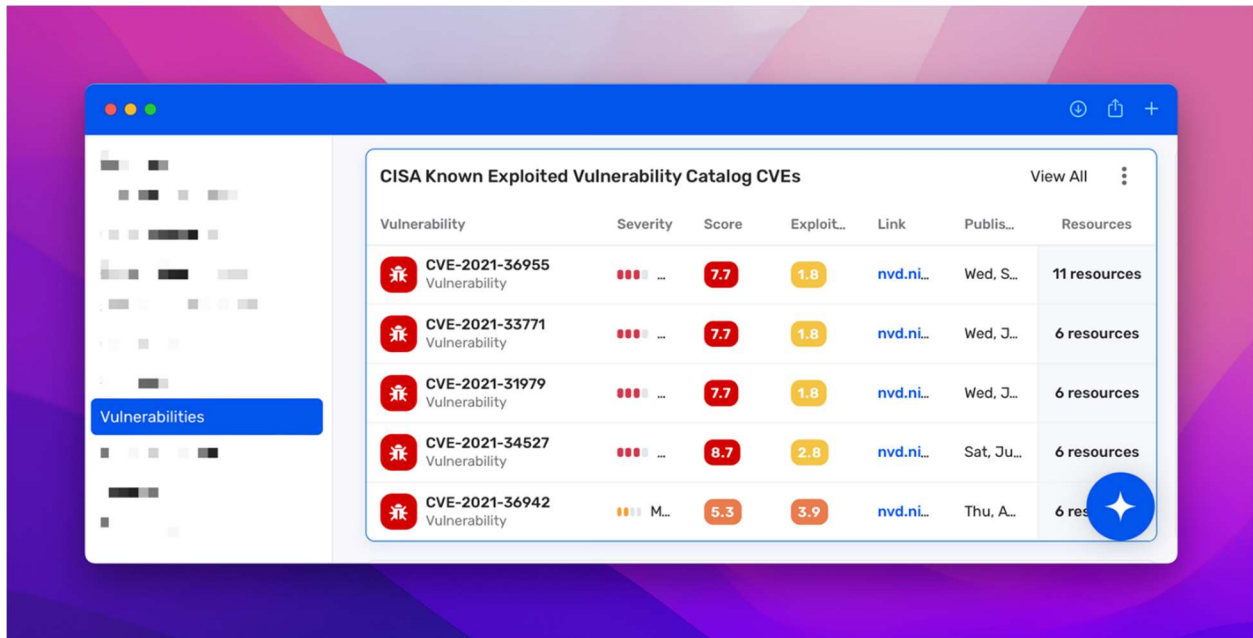 CISA Known Exploited Vulnerability Catalog CVEs View All
Vulnerability Severity Score Exploit... Link Publis... Resources
CVE-2021-36955
Vulnerability
... 7.7 1.8 nvd.ni... Wed, S... 11 resources
CVE-2021-33771
Vulnerability
... 7.7 1.8 nvd.ni... Wed, J... 6 resources
CVE-2021-31979
Vulnerability
... 7.7 1.8 nvd.ni... Wed, J... 6 resources
Vulnerabilities
CVE-2021-34527
Vulnerability
... 8.7 2.8 nvd.ni... Sat, Ju... 6 resources
CVE-2021-36942
Vulnerability
M... 5.3 3.9 nvd.ni... Thu, A... 6 res